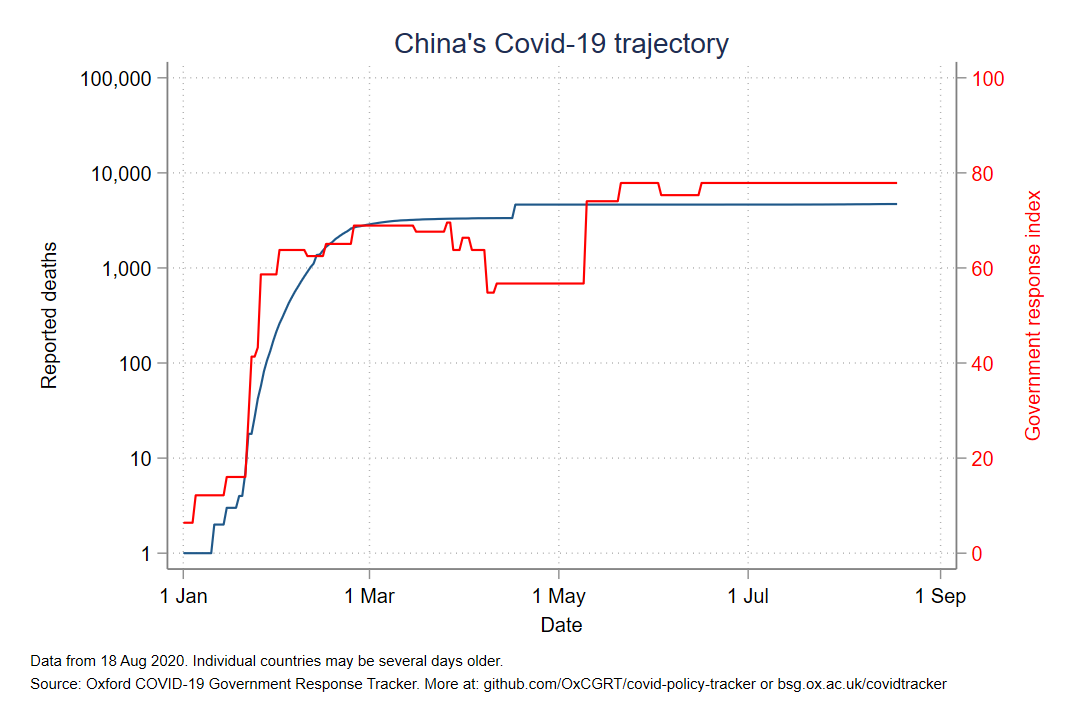 China's Covid-19 trajectory
100,000
10,000
1,000
100
10
1
Reported deaths
100
80
60
40
20
0
Government response index
1 Jan
1 Mar
1 May
1 Jul
1 Sep
Date
Data from 18 Aug 2020. Individual countries may be several days older.
Source: Oxford COVID-19 Government Response Tracker. More at: github.com/OxCGRT/covid-policy-tracker or bsg.ox.ac.uk/covidtracker